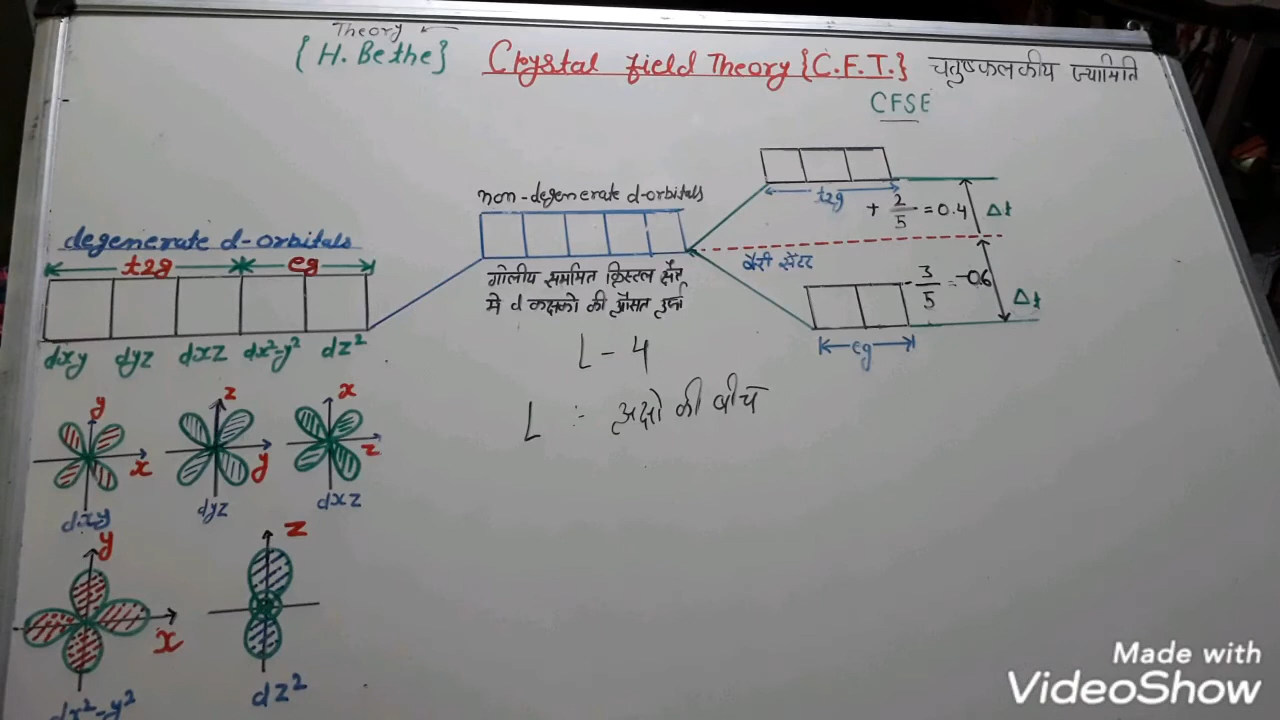 Theory
{H. Bethe} Crystal field Theory {C.F.T.} चतुष्फलकीय ज्यामिति
CFSE
non-degenerate d-orbitals
t2g
+ 2/5 = 0.4 Δt
degenerate d-orbitals
t2g eg
बैरी सेंटर
गोलीय सममित क्रिस्टल क्षेत्र
मे d कक्षको की औसत ऊर्जा
- 3/5 = -0.6
Δt
eg
dxy dyz dxz dx²-y² dz²
L - 4
L :- अक्षो की बीच
y x
z y
x z
dxy dyz dxz
y x
z
dx²-y² dz²
Made with
VideoShow